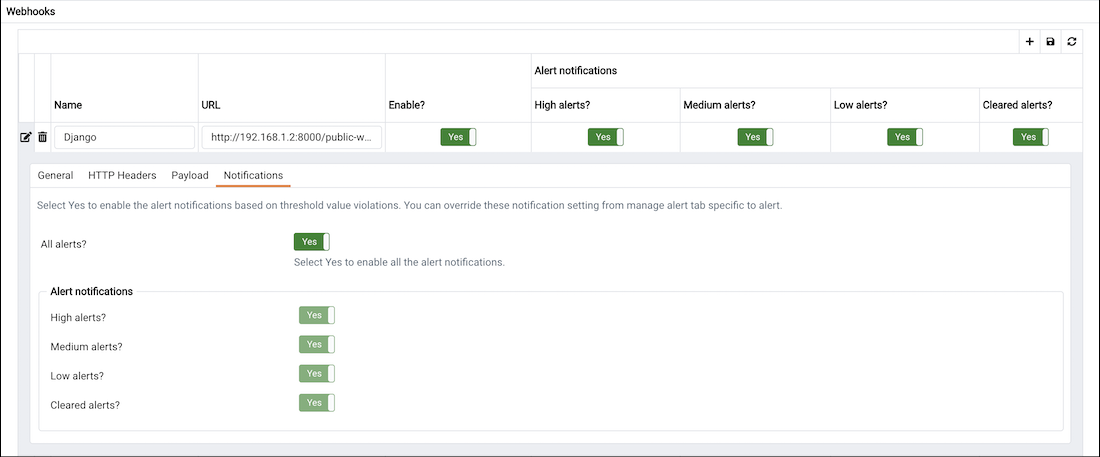 Webhooks
Alert notifications
Name URL Enable? High alerts? Medium alerts? Low alerts? Cleared alerts?
Django http://192.168.1.2:8000/public-w... Yes Yes Yes Yes Yes
General HTTP Headers Payload Notifications
Select Yes to enable the alert notifications based on threshold value violations. You can override these notification setting from manage alert tab specific to alert.
All alerts? Yes
Select Yes to enable all the alert notifications.
Alert notifications
High alerts? Yes
Medium alerts? Yes
Low alerts? Yes
Cleared alerts? Yes